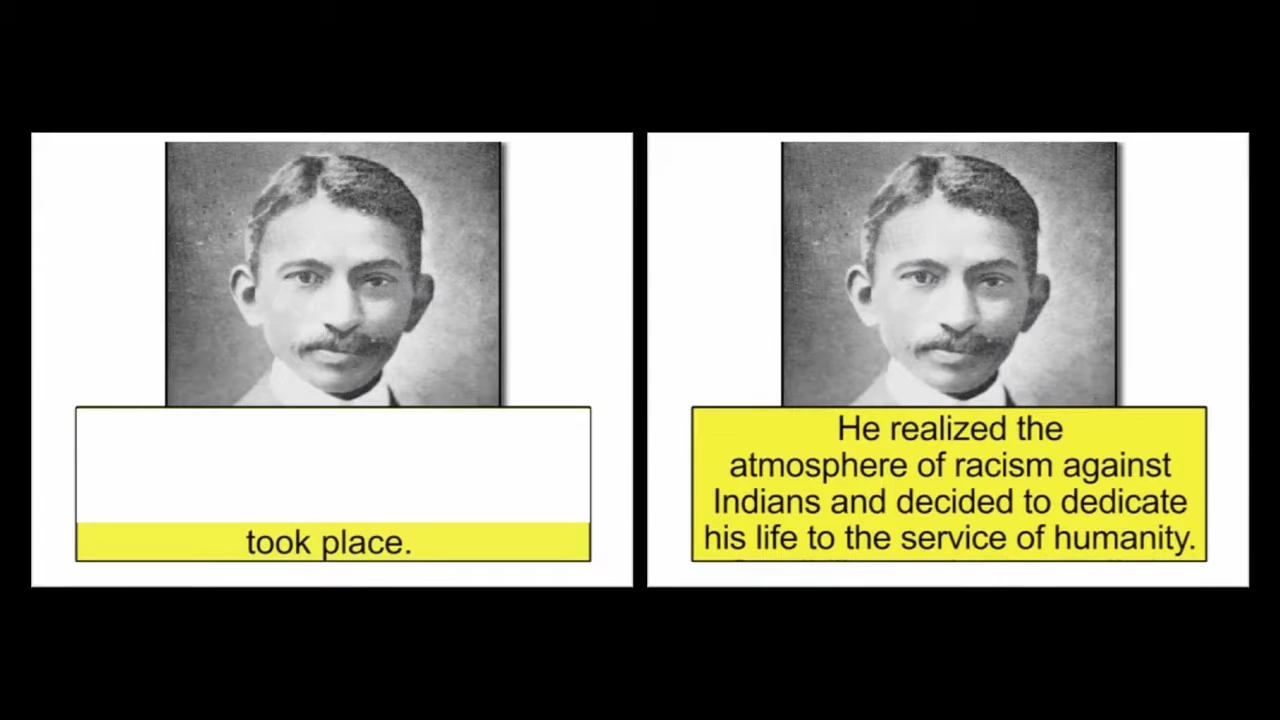 took place.
He realized the
atmosphere of racism against
Indians and decided to dedicate
his life to the service of humanity.